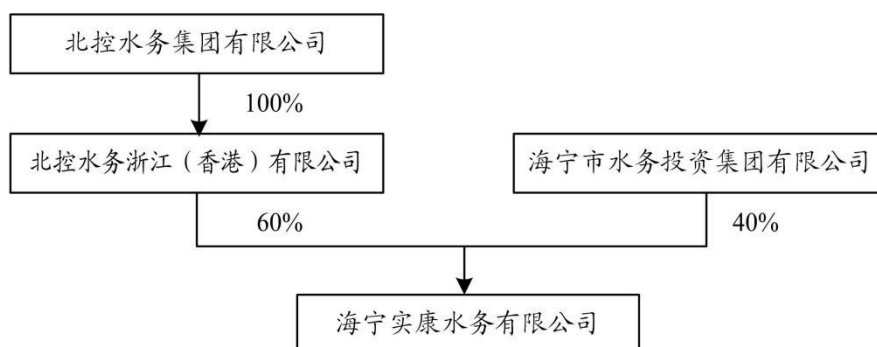 北控水务集团有限公司
100%
北控水务浙江（香港）有限公司
海宁市水务投资集团有限公司
60%
40%
海宁实康水务有限公司